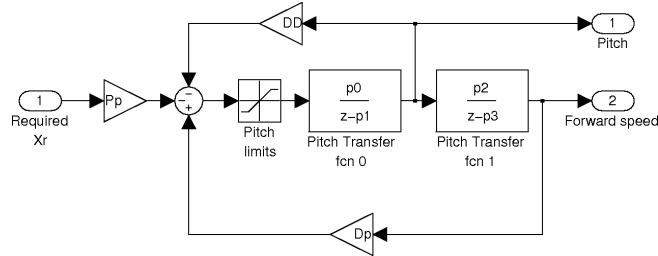 DD
1
Pitch
1
Required
Xr
Pp
−
−
+
Pitch
limits
p0
z−p1
Pitch Transfer
fcn 0
p2
z−p3
Pitch Transfer
fcn 1
2
Forward speed
Dp